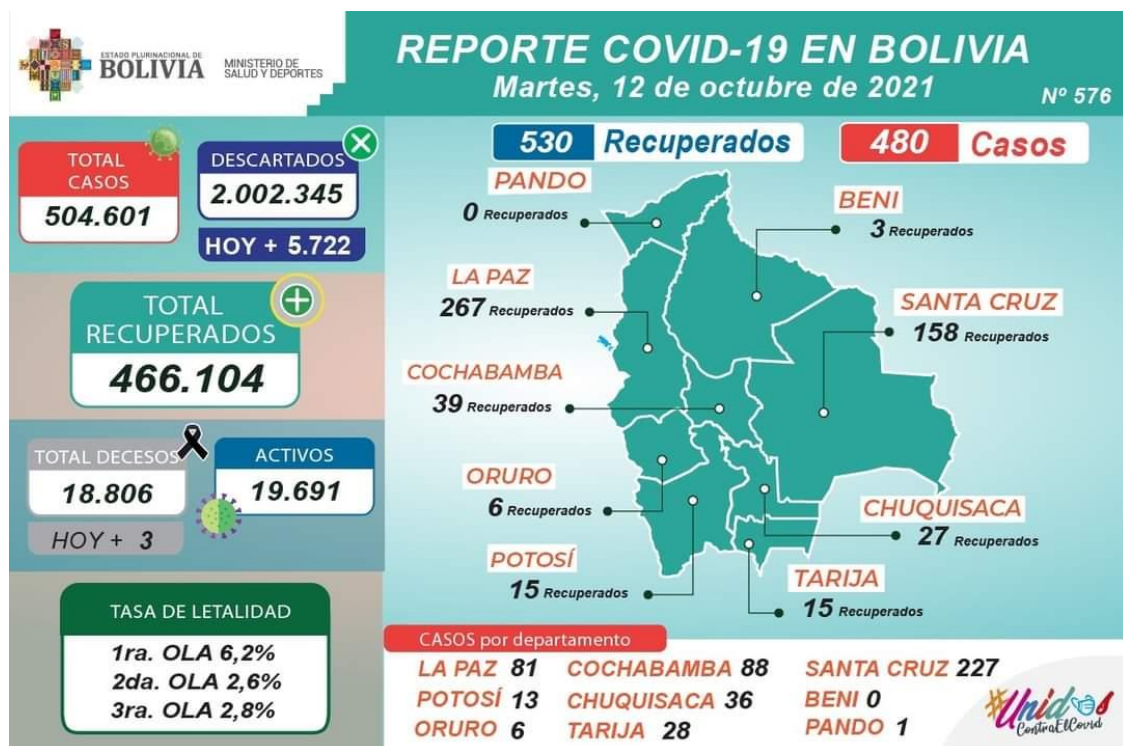 ESTADO PLURINACIONAL DE
BOLIVIA
MINISTERIO DE
SALUD Y DEPORTES
REPORTE COVID-19 EN BOLIVIA
Martes, 12 de octubre de 2021
Nº 576
TOTAL
CASOS
504.601
DESCARTADOS
2.002.345
HOY + 5.722
TOTAL
RECUPERADOS
466.104
TOTAL DECESOS
18.806
HOY + 3
ACTIVOS
19.691
TASA DE LETALIDAD
1ra. OLA 6,2%
2da. OLA 2,6%
3ra. OLA 2,8%
530 Recuperados
480 Casos
PANDO
0 Recuperados
BENI
3 Recuperados
LA PAZ
267 Recuperados
SANTA CRUZ
158 Recuperados
COCHABAMBA
39 Recuperados
ORURO
6 Recuperados
CHUQUISACA
27 Recuperados
POTOSÍ
15 Recuperados
TARIJA
15 Recuperados
CASOS por departamento
LA PAZ 81 COCHABAMBA 88 SANTA CRUZ 227
POTOSÍ 13 CHUQUISACA 36 BENI 0
ORURO 6 TARIJA 28 PANDO 1
#Unidos
ContraElCovid